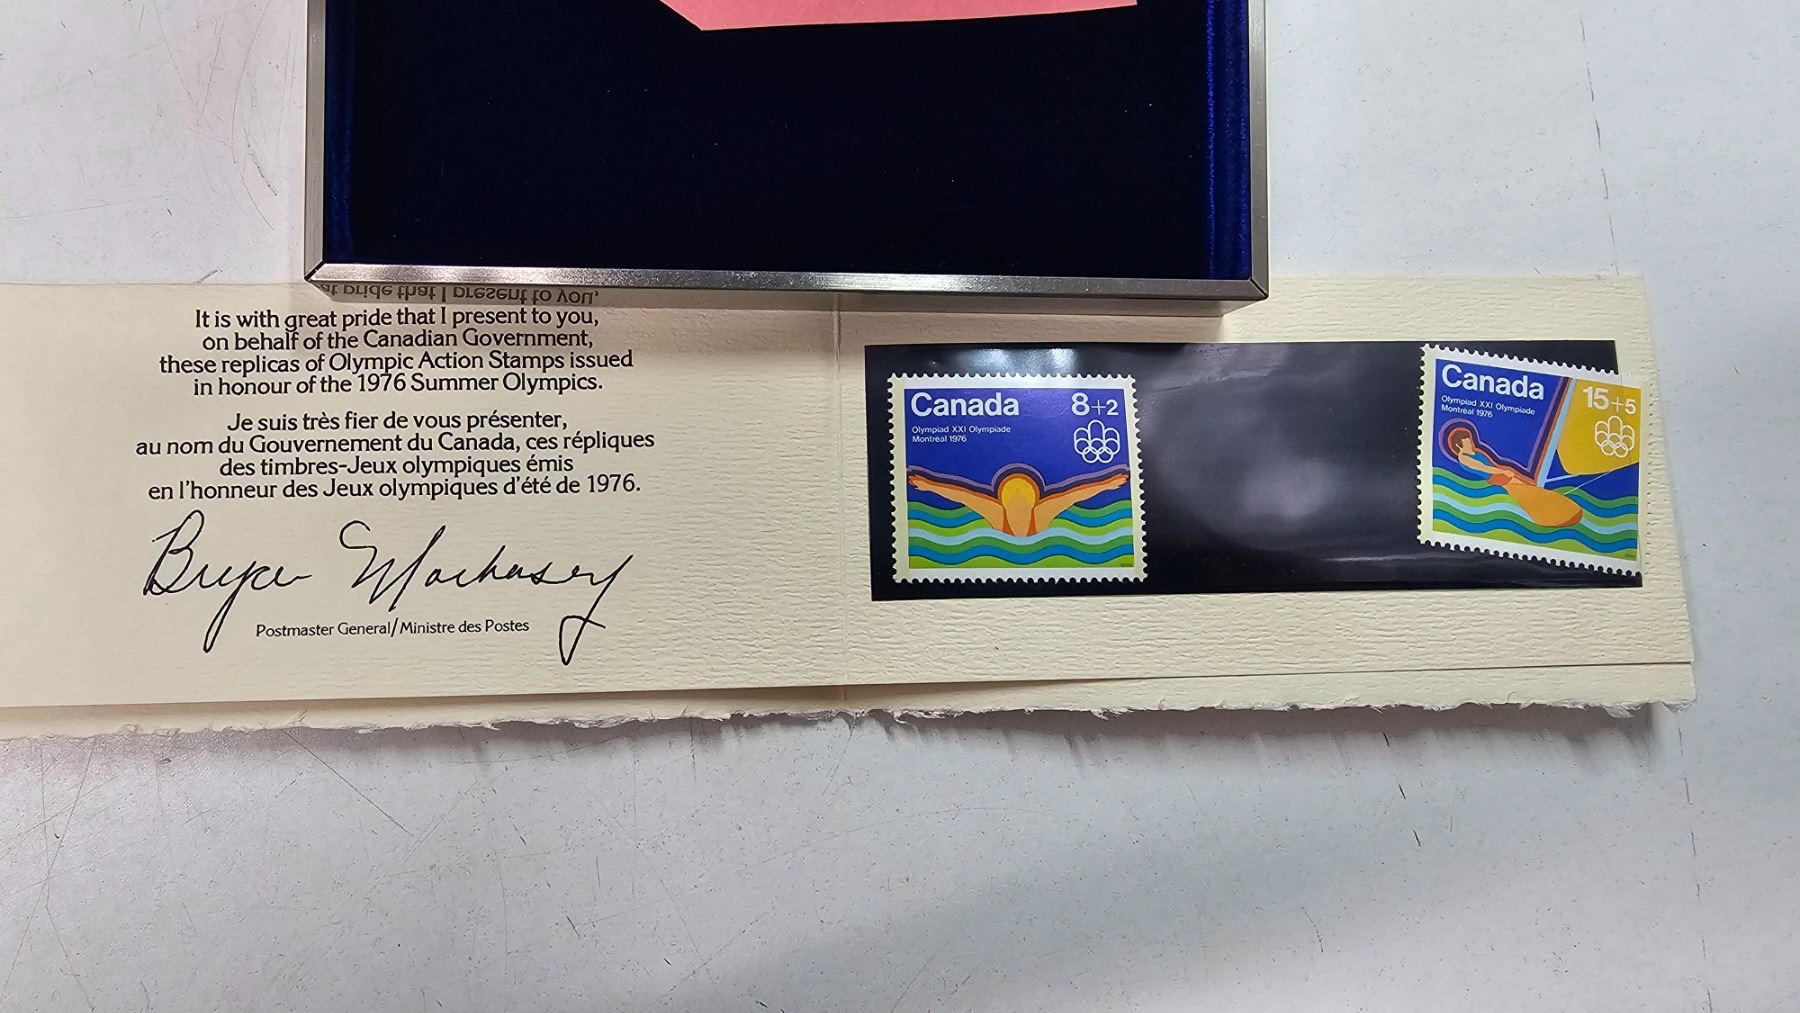 It is with great pride that I present to you,
on behalf of the Canadian Government,
these replicas of Olympic Action Stamps issued
in honour of the 1976 Summer Olympics.
Je suis très fier de vous présenter,
au nom du Gouvernement du Canada, ces répliques
des timbres-Jeux olympiques émis
en l'honneur des Jeux olympiques d'été de 1976.
Bryce Mackasey
Postmaster General/Ministre des Postes
Canada 8+2
Olympiad XXI Olympiade
Montréal 1976
Canada 15+5
Olympiad XXI Olympiade
Montréal 1976